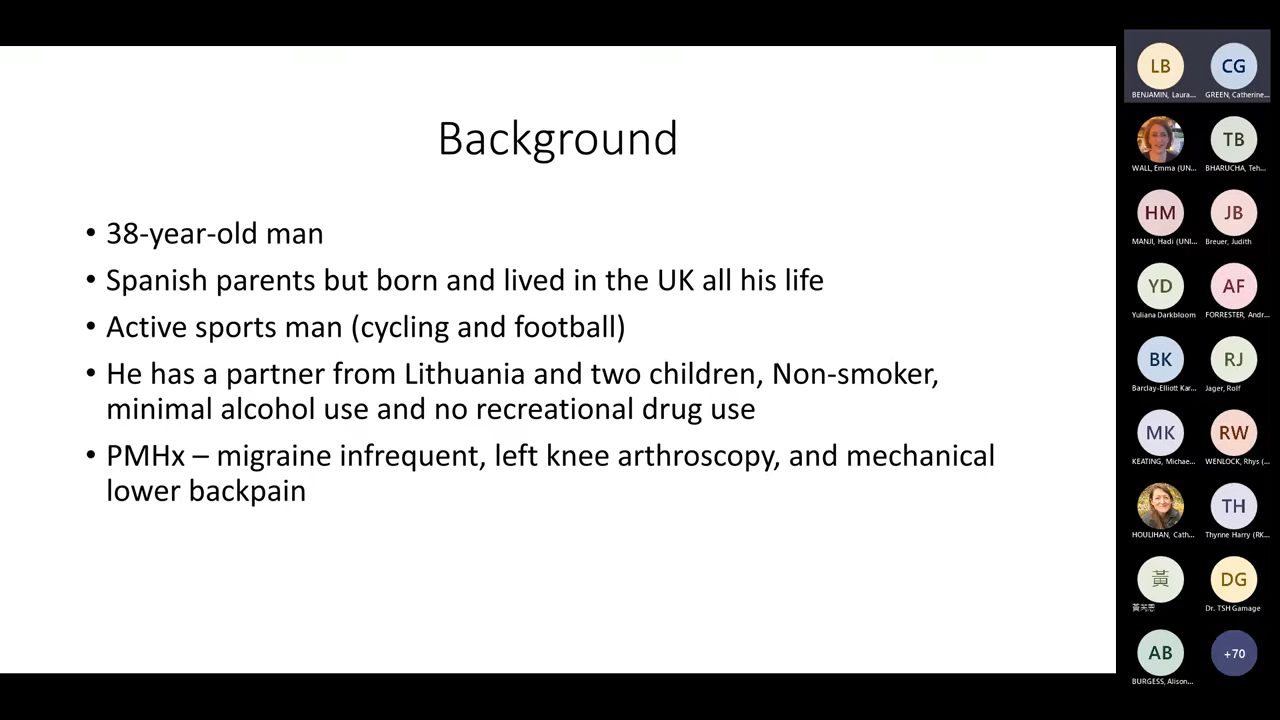 Background
• 38-year-old man
• Spanish parents but born and lived in the UK all his life
• Active sports man (cycling and football)
• He has a partner from Lithuania and two children, Non-smoker,
minimal alcohol use and no recreational drug use
• PMHx – migraine infrequent, left knee arthroscopy, and mechanical
lower backpain
LB
CG
BENJAMIN, Laura...
GREEN, Catherine...
TB
WALL, Emma (UN...
BHARUCHA, Teh...
HM
JB
MANJI, Hadi (UNI...
Breuer, Judith
YD
AF
Yuliana Darkbloom
FORRESTER, Andr...
BK
RJ
Barclay-Elliott Kar...
Jager, Rolf
MK
RW
KEATING, Michae...
WENLOCK, Rhys (...
TH
HOULIHAN, Cath...
Thynne Harry (RK...
黃
DG
Dr. TSH Gamage
AB
+70
BURGESS, Alison...